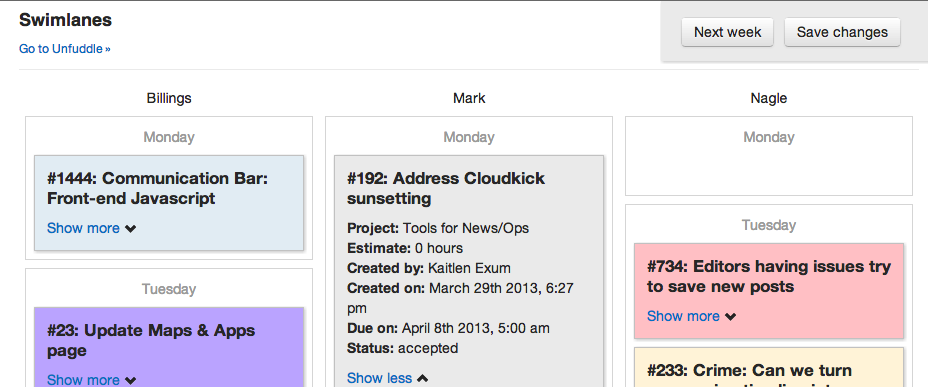 Swimlanes
Go to Unfuddle »
Next week
Save changes
Billings
Monday
#1444: Communication Bar:
Front-end Javascript
Show more
Tuesday
#23: Update Maps & Apps
page
Show more
Mark
Monday
#192: Address Cloudkick
sunsetting
Project: Tools for News/Ops
Estimate: 0 hours
Created by: Kaitlen Exum
Created on: March 29th 2013, 6:27
pm
Due on: April 8th 2013, 5:00 am
Status: accepted
Show less
Nagle
Monday
Tuesday
#734: Editors having issues try
to save new posts
Show more
#233: Crime: Can we turn